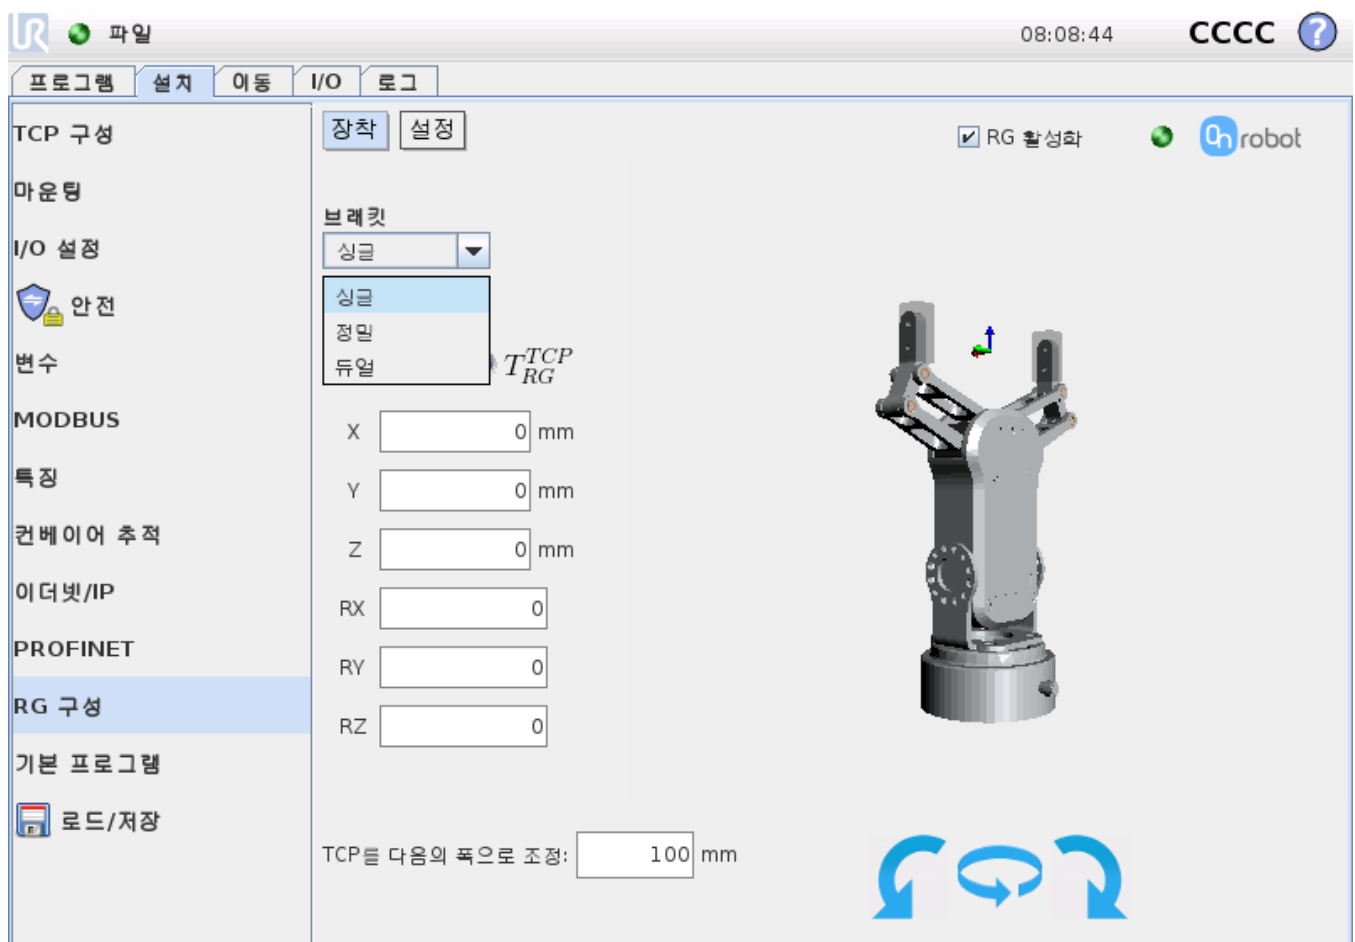 UR 파일 08:08:44 CCCC ?
프로그램 설치 이동 I/O 로그
TCP 구성
마운팅
I/O 설정
안전
변수
MODBUS
특징
컨베이어 추적
이더넷/IP
PROFINET
RG 구성
기본 프로그램
로드/저장
장착 설정
RG 활성화
On robot
브래킷
싱글
싱글
정밀
듀얼
T TCP RG
X 0 mm
Y 0 mm
Z 0 mm
RX 0
RY 0
RZ 0
TCP를 다음의 폭으로 조정: 100 mm